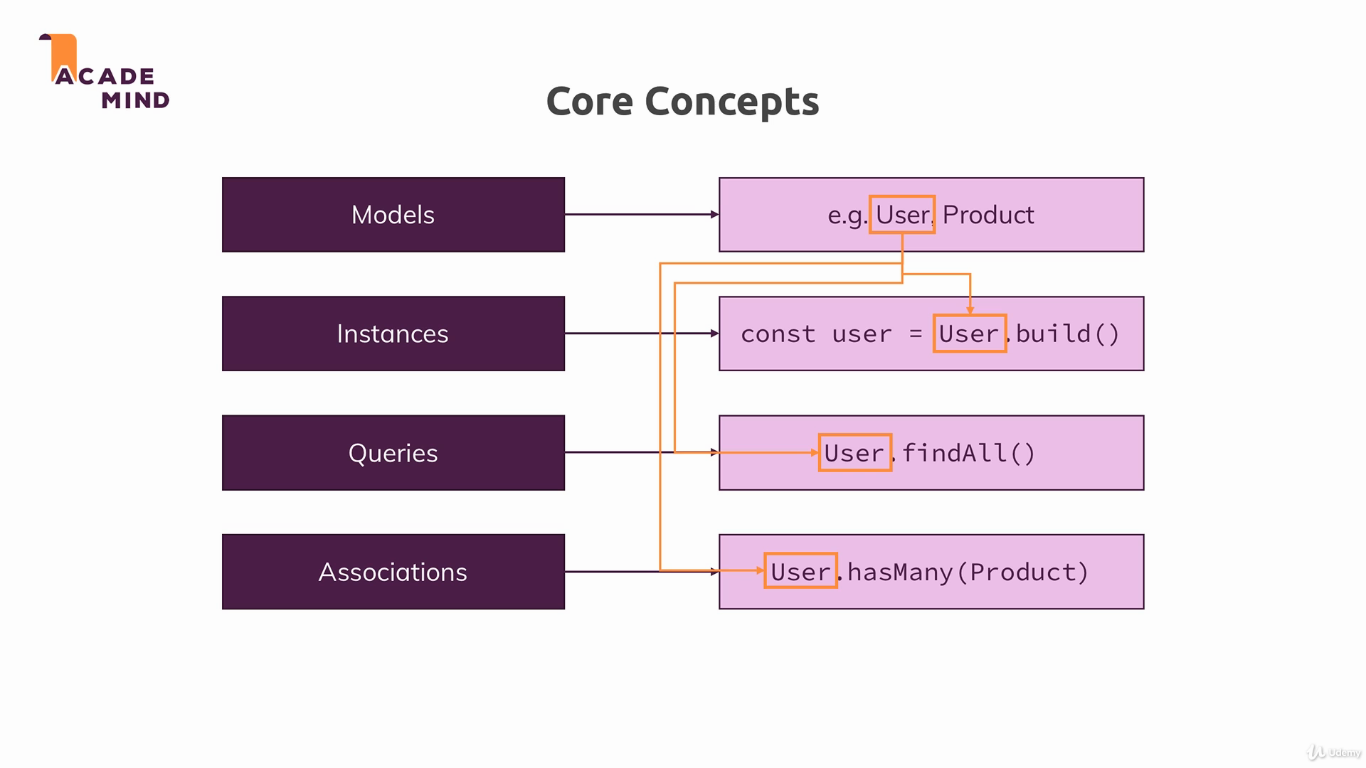 ACADE
MIND
Core Concepts
Models
e.g. User, Product
Instances
const user = User.build()
Queries
User.findAll()
Associations
User.hasMany(Product)
Udemy